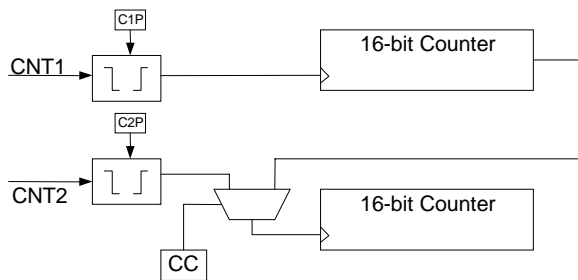 C1P
16-bit Counter
CNT1
C2P
CNT2
16-bit Counter
CC